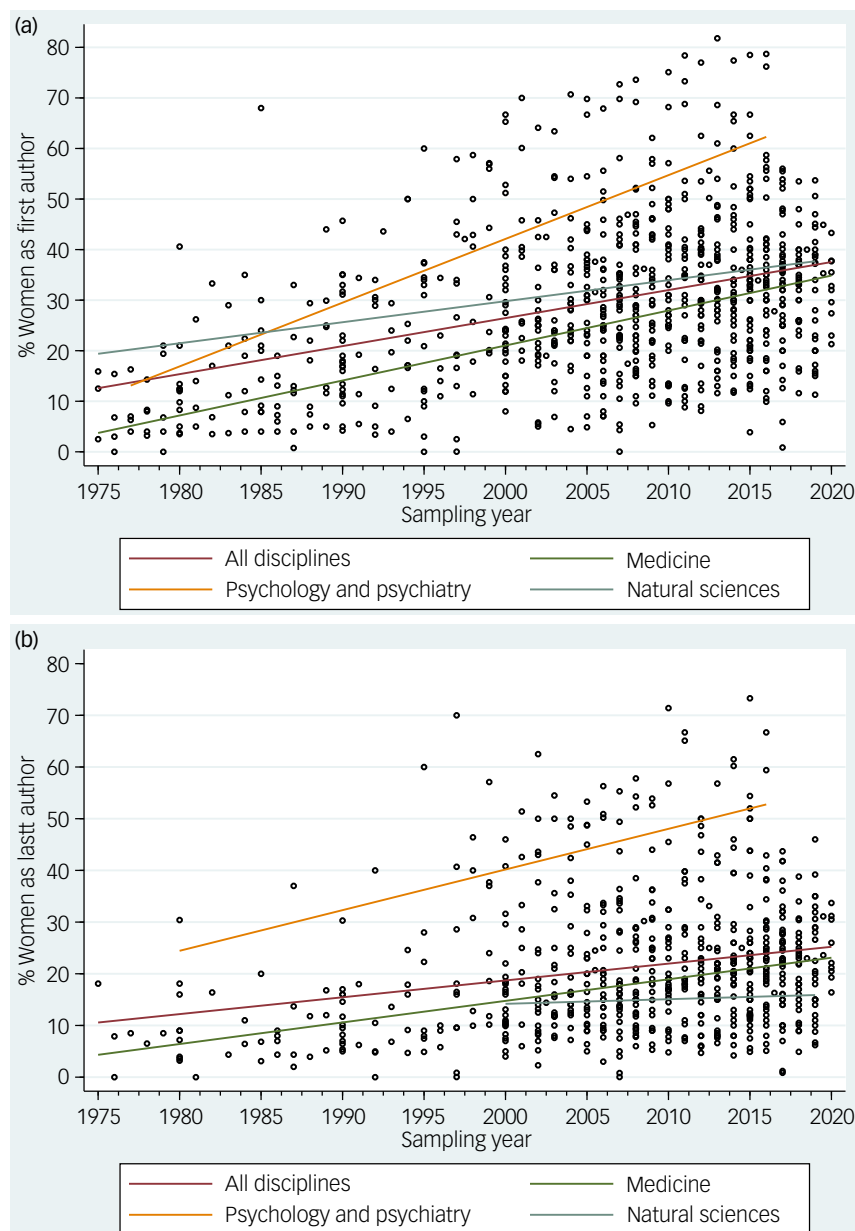 (a)
80
70
60
50
40
30
20
10
0
% Women as first author
1975 1980 1985 1990 1995 2000 2005 2010 2015 2020
Sampling year
All disciplines Medicine
Psychology and psychiatry Natural sciences
(b)
80
70
60
50
40
30
20
10
0
% Women as lastt author
1975 1980 1985 1990 1995 2000 2005 2010 2015 2020
Sampling year
All disciplines Medicine
Psychology and psychiatry Natural sciences